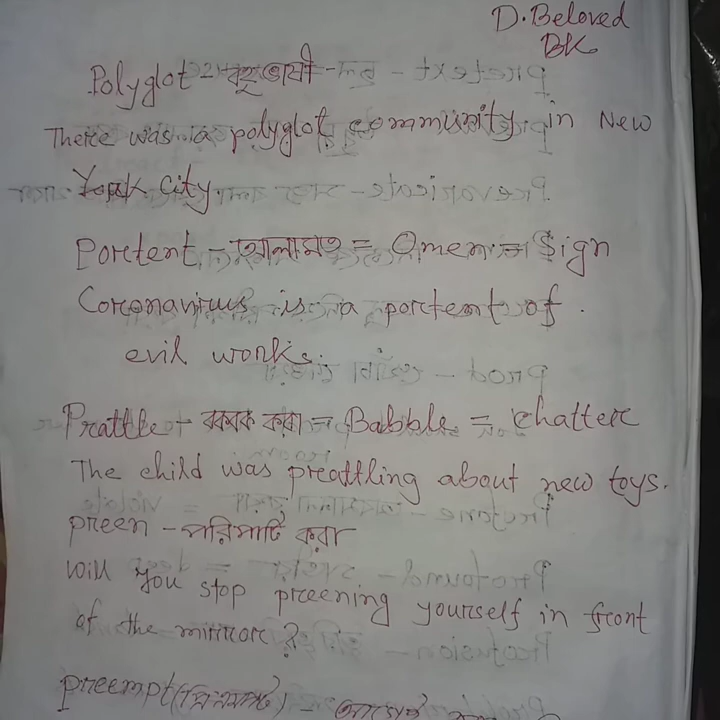 D. Beloved
BK
Polyglot - বহুভাষী
There was a polyglot community in New
York city.
Portent - আলামত = Omen = Sign
Coronavirus is a portent of
evil works.
Prattle - বকবক করা = Babble = Chatter
The child was prattling about new toys.
preen - পরিপাটি করা
Will you stop preening yourself in front
of the mirror?
preempt